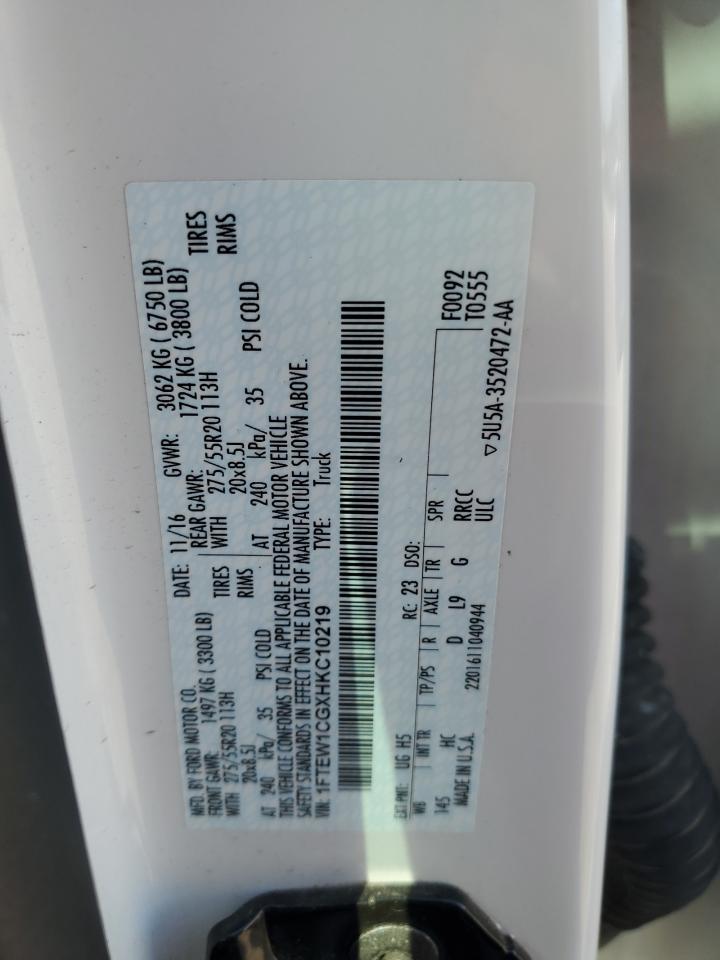 MFD. BY FORD MOTOR CO.
DATE: 11/16 GVWR: 3062 KG ( 6750 LB)
FRONT GAWR: 1497 KG ( 3300 LB) REAR GAWR: 1724 KG ( 3800 LB)
WITH 275/55R20 113H TIRES WITH 275/55R20 113H TIRES
20x8.5J RIMS 20x8.5J RIMS
AT 240 kPa/ 35 PSI COLD AT 240 kPa/ 35 PSI COLD
THIS VEHICLE CONFORMS TO ALL APPLICABLE FEDERAL MOTOR VEHICLE
SAFETY STANDARDS IN EFFECT ON THE DATE OF MANUFACTURE SHOWN ABOVE.
VIN: 1FTEW1CGXHKC10219 TYPE: Truck
EXT PNT: UG H5 RC: 23 DSO: F0092
WB INT TR TP/PS R AXLE TR SPR T0555
145 HC D L9 G RRCC
MADE IN U.S.A. 2201611040944 ULC ▽5U5A-3520472-AA